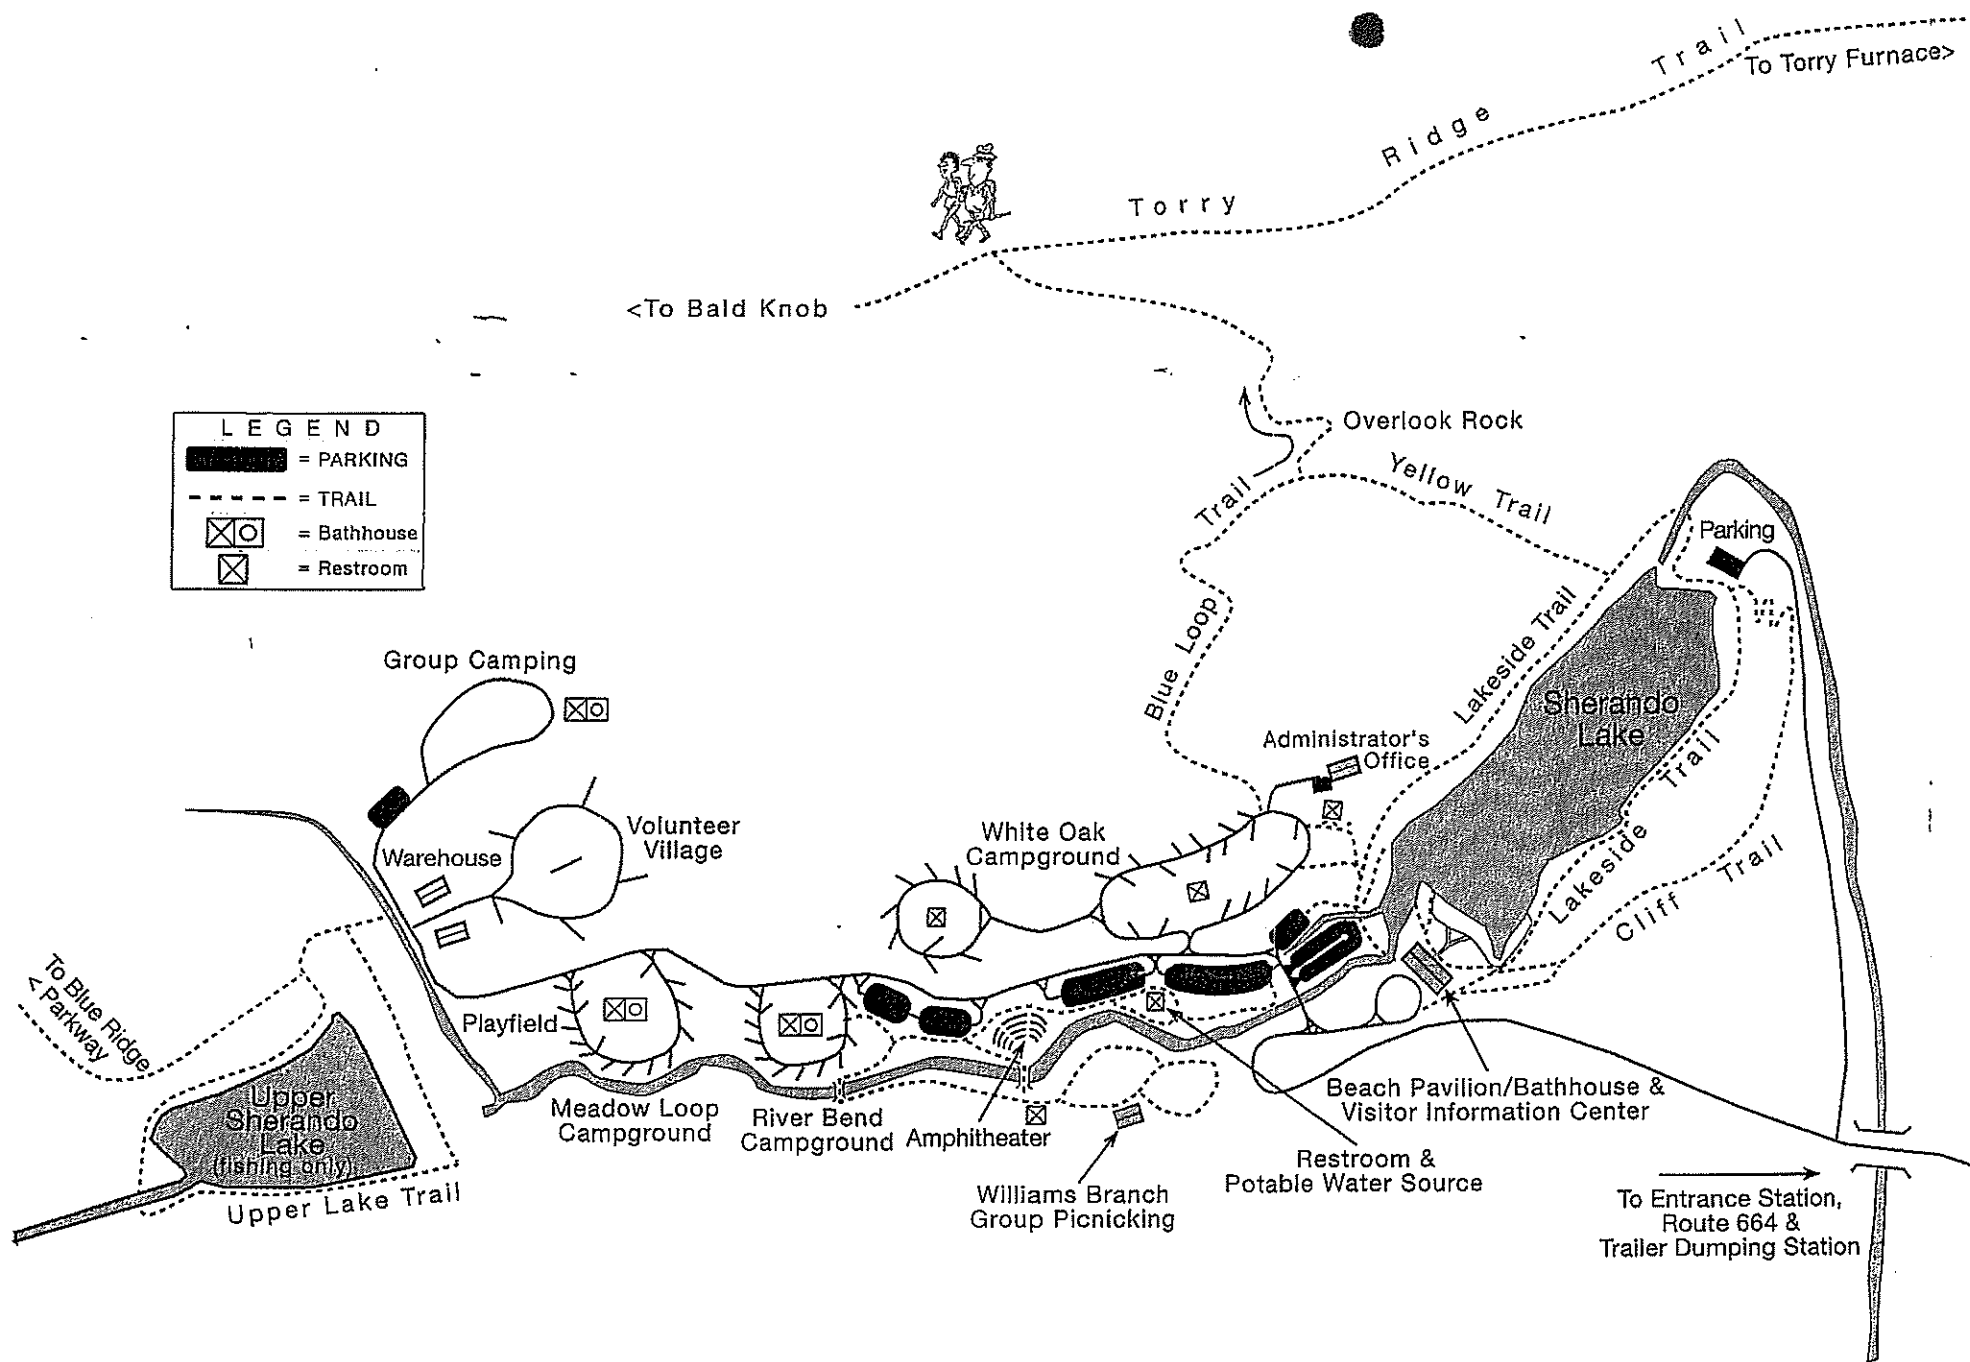 Trail
To Torry Furnace>
Ridge
Torry
<To Bald Knob
LEGEND
= PARKING
= TRAIL
= Bathhouse
= Restroom
Overlook Rock
Yellow Trail
Trail
Blue Loop
Parking
Lakeside Trail
Sherando
Lake
Group Camping
Administrator's
Office
Volunteer
Village
Warehouse
White Oak
Campground
Lakeside
Trail
Cliff
Trail
To Blue Ridge
< Parkway
Playfield
Upper
Sherando
Lake
(fishing only)
Upper Lake Trail
Meadow Loop
Campground
River Bend
Campground
Amphitheater
Williams Branch
Group Picnicking
Beach Pavilion/Bathhouse &
Visitor Information Center
Restroom &
Potable Water Source
To Entrance Station,
Route 664 &
Trailer Dumping Station